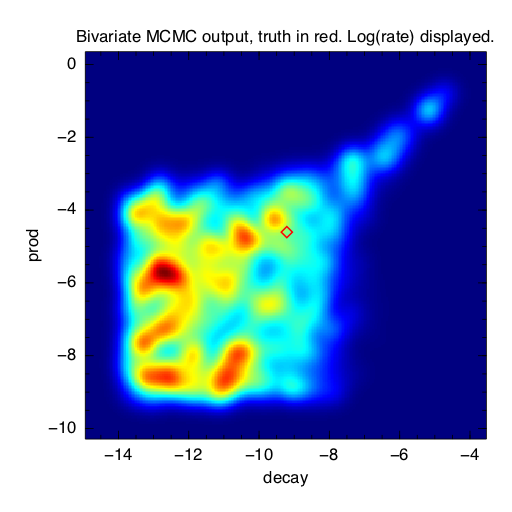 Bivariate MCMC output, truth in red. Log(rate) displayed.
0
−2
−4
−6
−8
−10
prod
−14 −12 −10 −8 −6 −4
decay